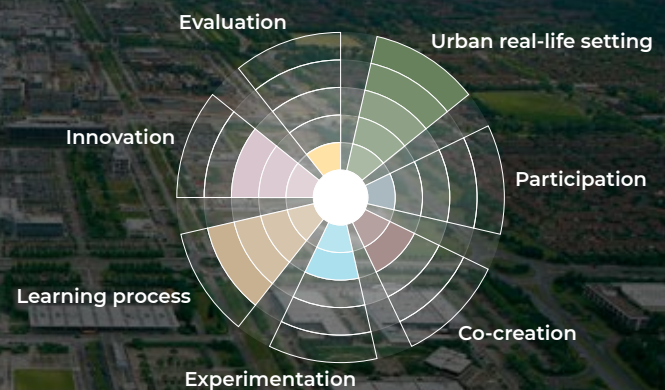 Evaluation
Urban real-life setting
Innovation
Participation
Learning process
Co-creation
Experimentation